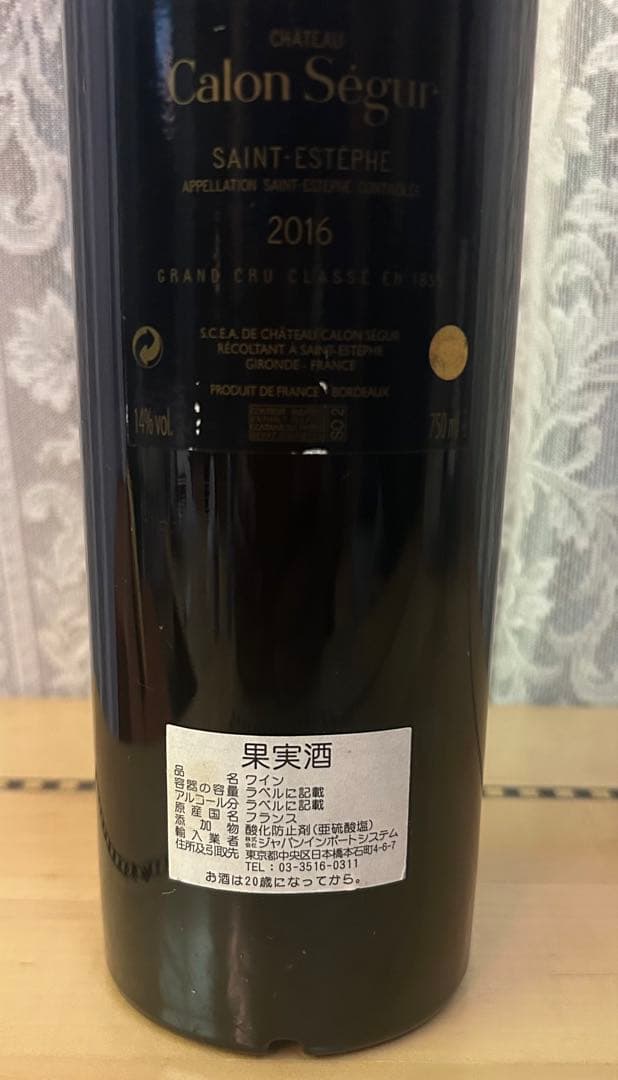 CHÂTEAU
Calon Ségur
SAINT-ESTÈPHE
APPELLATION SAINT-ESTÈPHE CONTRÔLÉE
2016
GRAND CRU CLASSÉ EN 1855
S.C.E.A. DE CHÂTEAU CALON SÉGUR
RÉCOLTANT À SAINT-ESTÈPHE
GIRONDE - FRANCE
PRODUIT DE FRANCE - BORDEAUX
14% vol.
SO2
750 ml
果実酒
品名 ワイン
容器の容量 ラベルに記載
アルコール分 ラベルに記載
原産国名 フランス
添加物 酸化防止剤(亜硫酸塩)
輸入業者 株式会社ジャパンインポートシステム
住所及引取先 東京都中央区日本橋本石町4-6-7
TEL:03-3516-0311
お酒は20歳になってから。